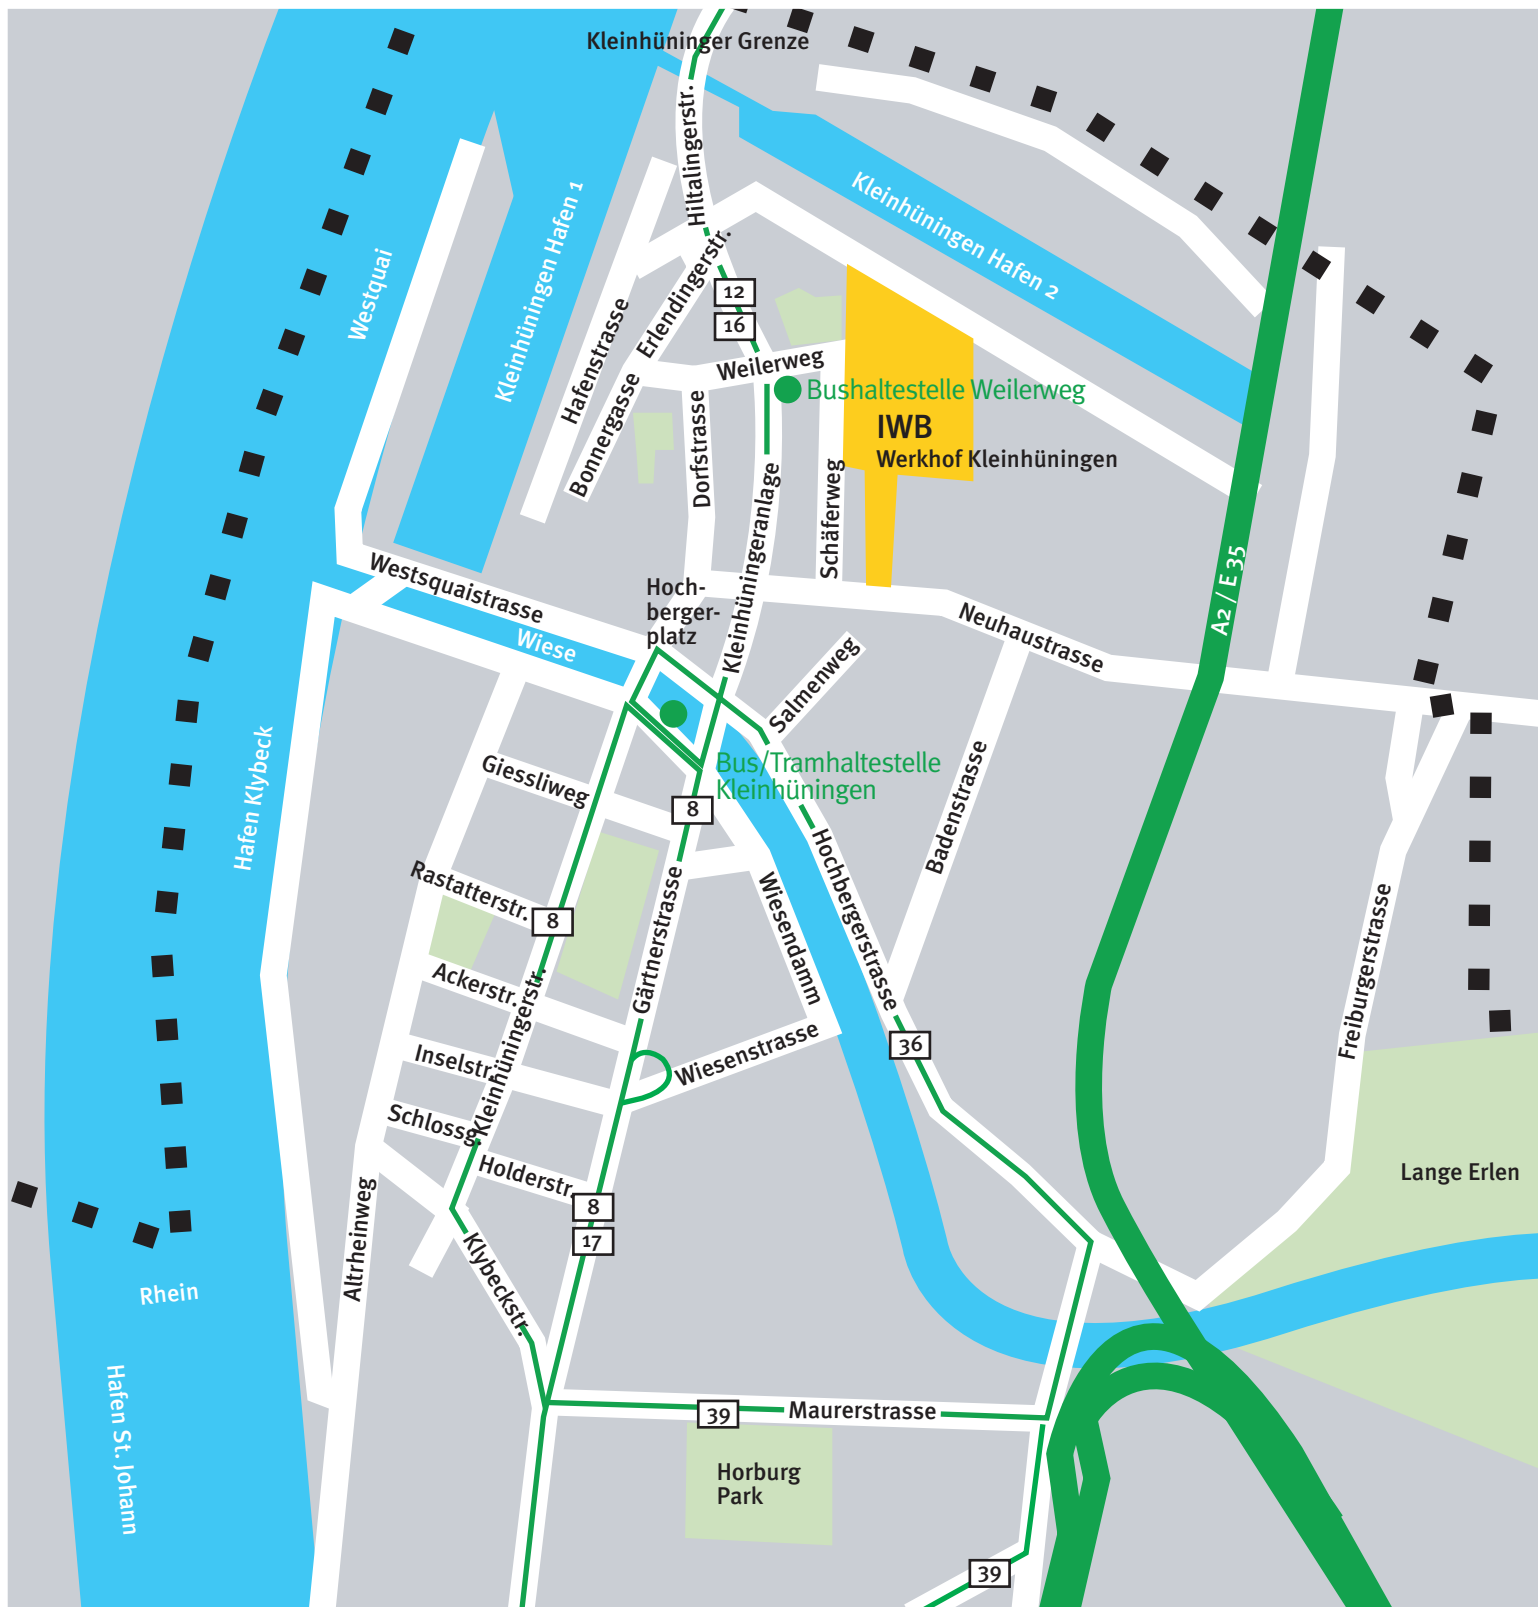 Kleinhüninger Grenze
Hiltalingerstr.
Kleinhüningen Hafen 2
Kleinhüningen Hafen 1
Westquai
Erlendingerstr.
12
16
Hafenstrasse
Weilerweg
Bushaltestelle Weilerweg
Bonnergasse
Dorfstrasse
IWB
Werkhof Kleinhüningen
Schäferweg
Kleinhüningeranlage
A2 / E 35
Westsquaistrasse
Hoch-
berger-
platz
Wiese
Neuhaustrasse
Salmenweg
Hafen Klybeck
Giessliweg
Bus/Tramhaltestelle
Kleinhüningen
8
Badenstrasse
Rastatterstr.
8
Gärtnerstrasse
Wiesendamm
Hochbergerstrasse
Freiburgerstrasse
Ackerstr.
Kleinhüningerstr.
Inselstr.
Wiesenstrasse
36
Schlossg.
Holderstr.
8
17
Lange Erlen
Altrheinweg
Klybeckstr.
Rhein
Hafen St. Johann
39
Maurerstrasse
Horburg
Park
39